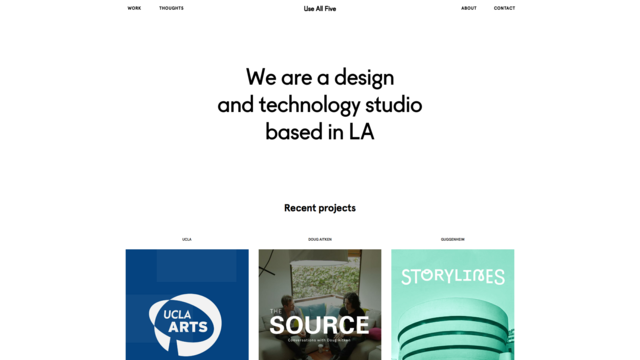 WORK
THOUGHTS
Use All Five
ABOUT
CONTACT
We are a design
and technology studio
based in LA
Recent projects
UCLA
DOUG AITKEN
GUGGENHEIM
UCLA
ARTS
THE
SOURCE
Conversations with Doug Aitken
STORYLINES